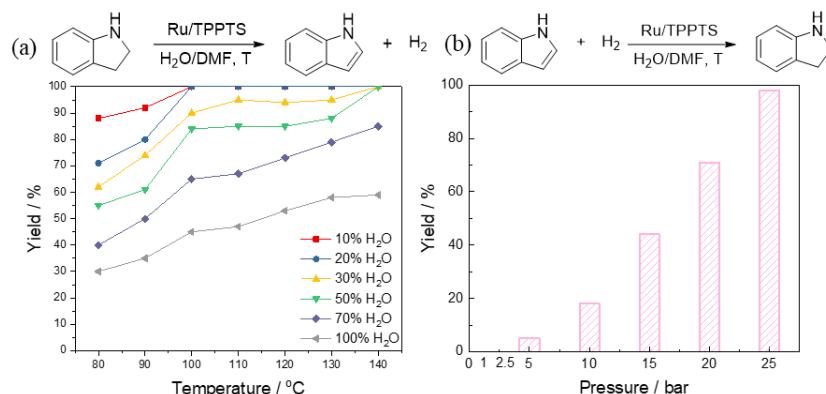 (a)
H
N
Ru/TPPTS
H₂O/DMF, T
H
N
+ H₂
(b)
H
N
+ H₂
Ru/TPPTS
H₂O/DMF, T
H
N
Yield / %
100
90
80
70
60
50
40
30
20
10
0
10% H₂O
20% H₂O
30% H₂O
50% H₂O
70% H₂O
100% H₂O
80 90 100 110 120 130 140
Temperature / °C
Yield / %
100
80
60
40
20
0
0 1 2.5 5 10 15 20 25
Pressure / bar